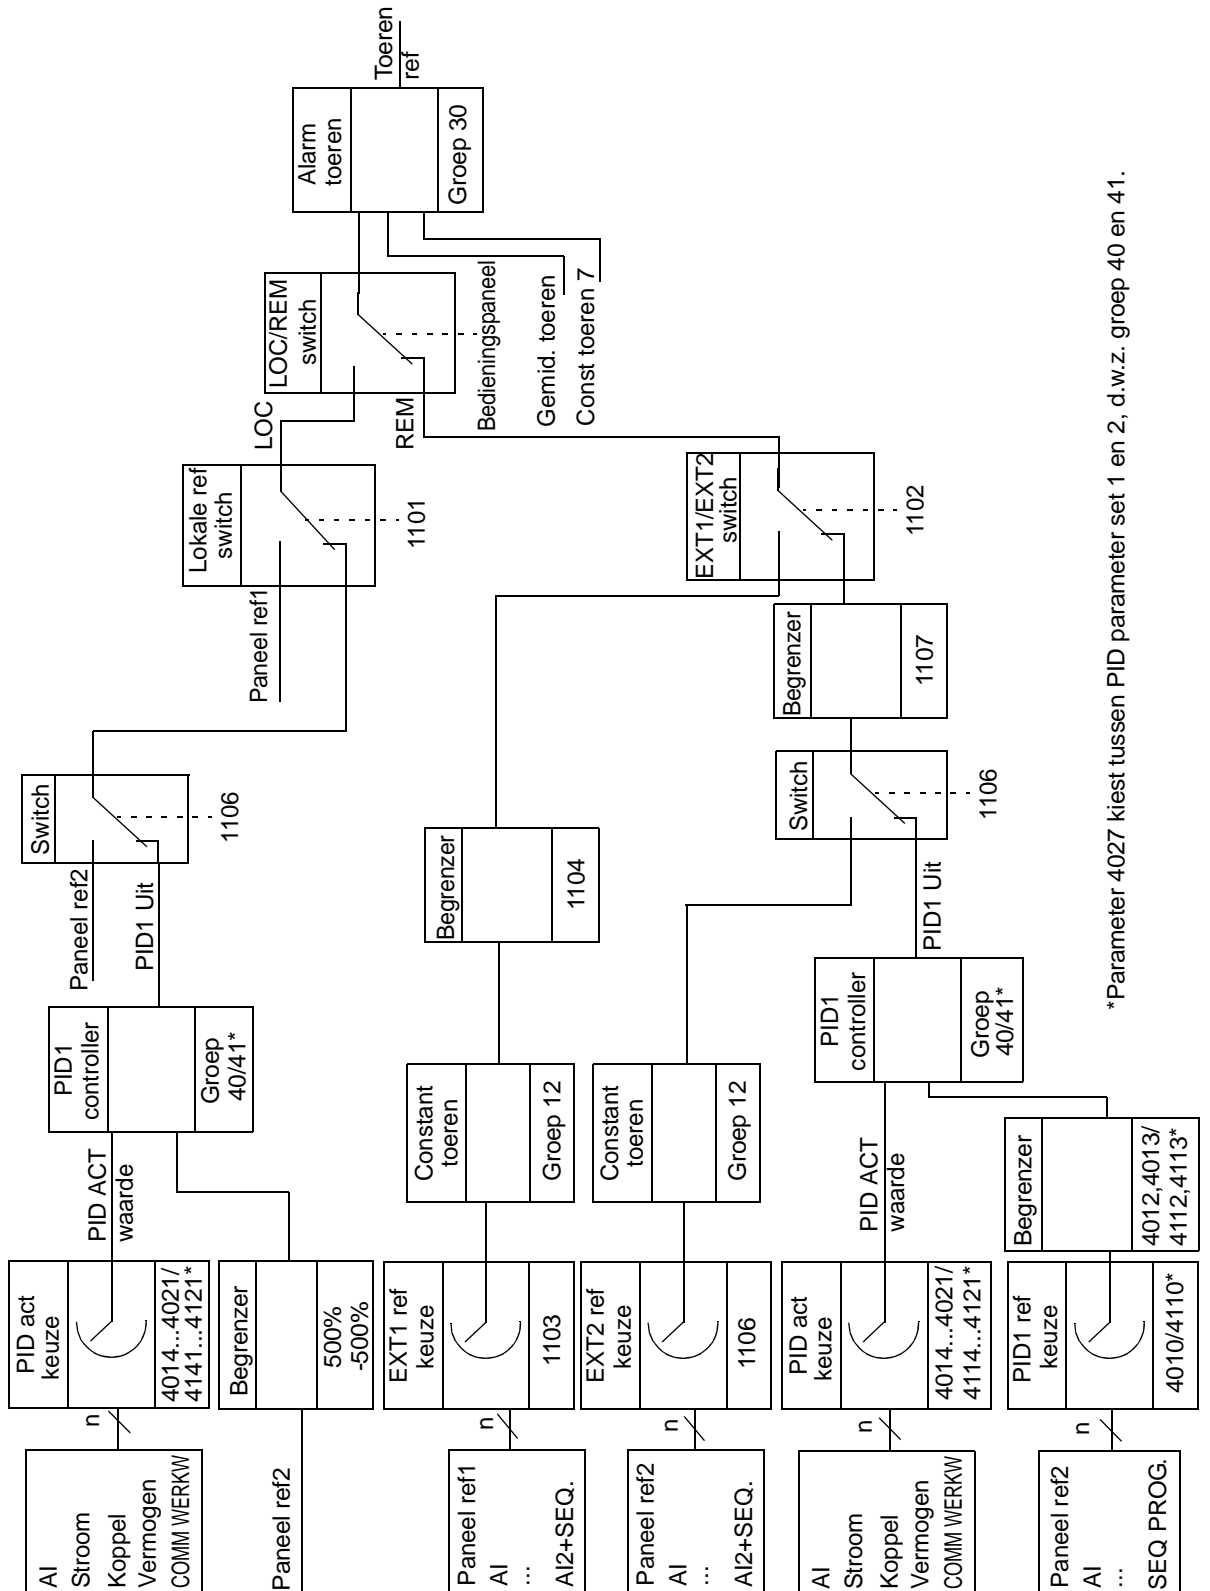 AI
Stroom
Koppel
Vermogen
COMM WERKW
n
PID act
keuze
4014...4021/
4141...4121*
PID ACT
waarde
Paneel ref2
Begrenzer
500%
-500%
PID1
controller
Groep
40/41*
Paneel ref2
PID1 Uit
Switch
1106
Paneel ref1
Lokale ref
switch
1101
LOC
REM
LOC/REM
switch
Bedieningspaneel
Gemid. toeren
Const toeren 7
Alarm
toeren
Groep 30
Toeren
ref
Paneel ref1
AI
...
AI2+SEQ.
n
EXT1 ref
keuze
1103
Constant
toeren
Groep 12
Begrenzer
1104
Paneel ref2
AI
...
AI2+SEQ.
n
EXT2 ref
keuze
1106
Constant
toeren
Groep 12
AI
Stroom
Koppel
Vermogen
COMM WERKW
n
PID act
keuze
4014...4021/
4114...4121*
PID ACT
waarde
PID1
controller
Groep
40/41*
PID1 Uit
Switch
1106
Begrenzer
1107
EXT1/EXT2
switch
1102
Paneel ref2
AI
...
SEQ PROG.
n
PID1 ref
keuze
4010/4110*
Begrenzer
4012,4013/
4112,4113*
*Parameter 4027 kiest tussen PID parameter set 1 en 2, d.w.z. groep 40 en 41.